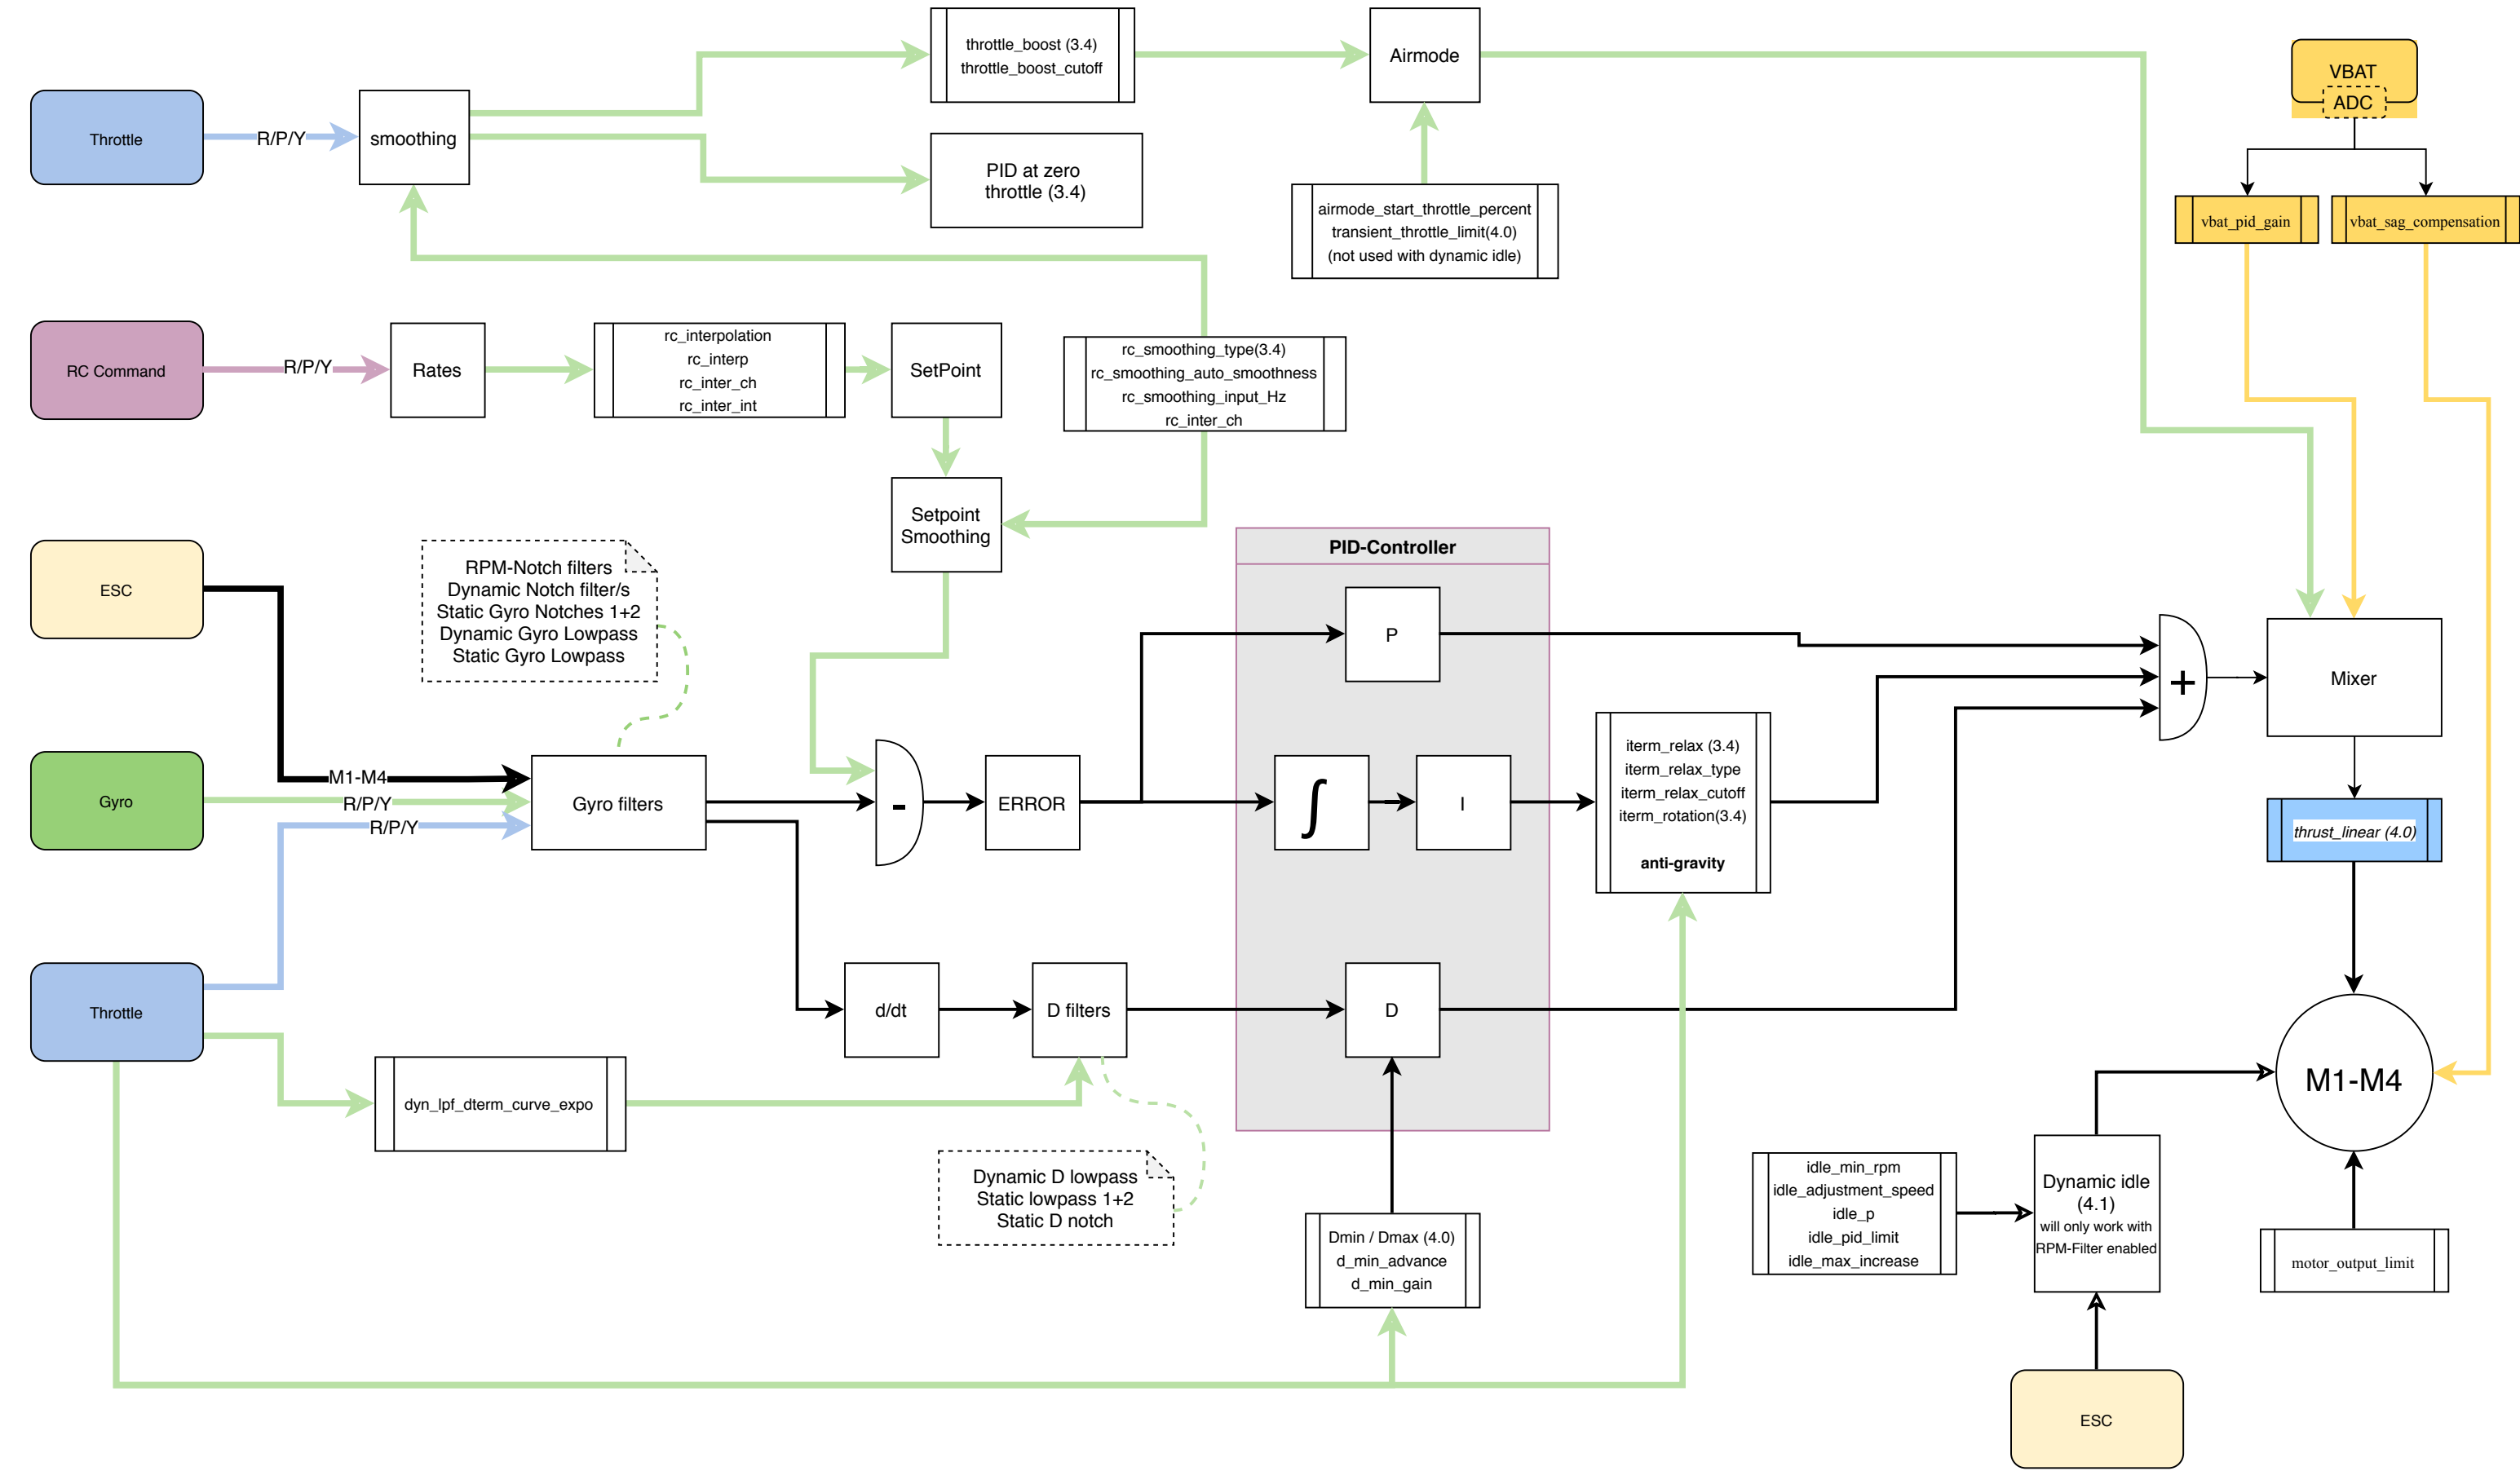 throttle_boost (3.4)
throttle_boost_cutoff
Airmode
VBAT
ADC
Throttle
R/P/Y
smoothing
PID at zero
throttle (3.4)
airmode_start_throttle_percent
transient_throttle_limit(4.0)
(not used with dynamic idle)
vbat_pid_gain
vbat_sag_compensation
RC Command
R/P/Y
Rates
rc_interpolation
rc_interp
rc_inter_ch
rc_inter_int
SetPoint
rc_smoothing_type(3.4)
rc_smoothing_auto_smoothness
rc_smoothing_input_Hz
rc_inter_ch
Setpoint
Smoothing
ESC
RPM-Notch filters
Dynamic Notch filter/s
Static Gyro Notches 1+2
Dynamic Gyro Lowpass
Static Gyro Lowpass
PID-Controller
P
+
Mixer
M1-M4
Gyro
R/P/Y
R/P/Y
Gyro filters
-
ERROR
∫
I
iterm_relax (3.4)
iterm_relax_type
iterm_relax_cutoff
iterm_rotation(3.4)
anti-gravity
thrust_linear (4.0)
Throttle
d/dt
D filters
D
M1-M4
dyn_lpf_dterm_curve_expo
Dynamic D lowpass
Static lowpass 1+2
Static D notch
Dmin / Dmax (4.0)
d_min_advance
d_min_gain
idle_min_rpm
idle_adjustment_speed
idle_p
idle_pid_limit
idle_max_increase
Dynamic idle
(4.1)
will only work with
RPM-Filter enabled
motor_output_limit
ESC